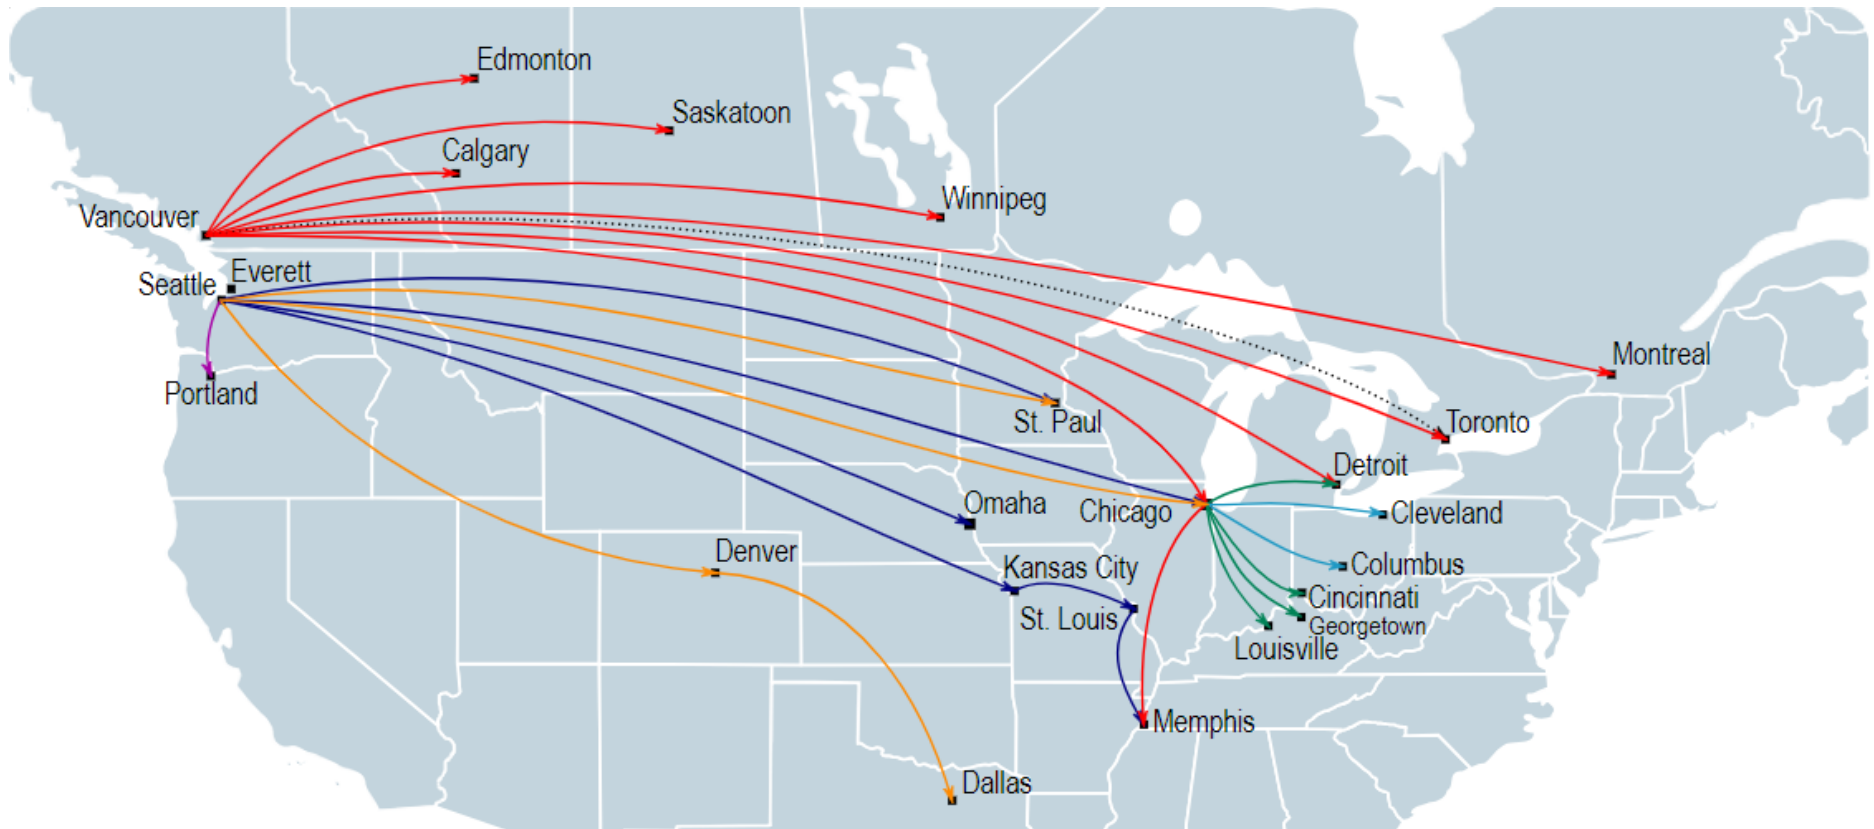 Edmonton
Saskatoon
Calgary
Winnipeg
Vancouver
Everett
Seattle
Montreal
Portland
St. Paul
Toronto
Detroit
Omaha
Chicago
Cleveland
Denver
Kansas City
Columbus
Cincinnati
St. Louis
Georgetown
Louisville
Memphis
Dallas